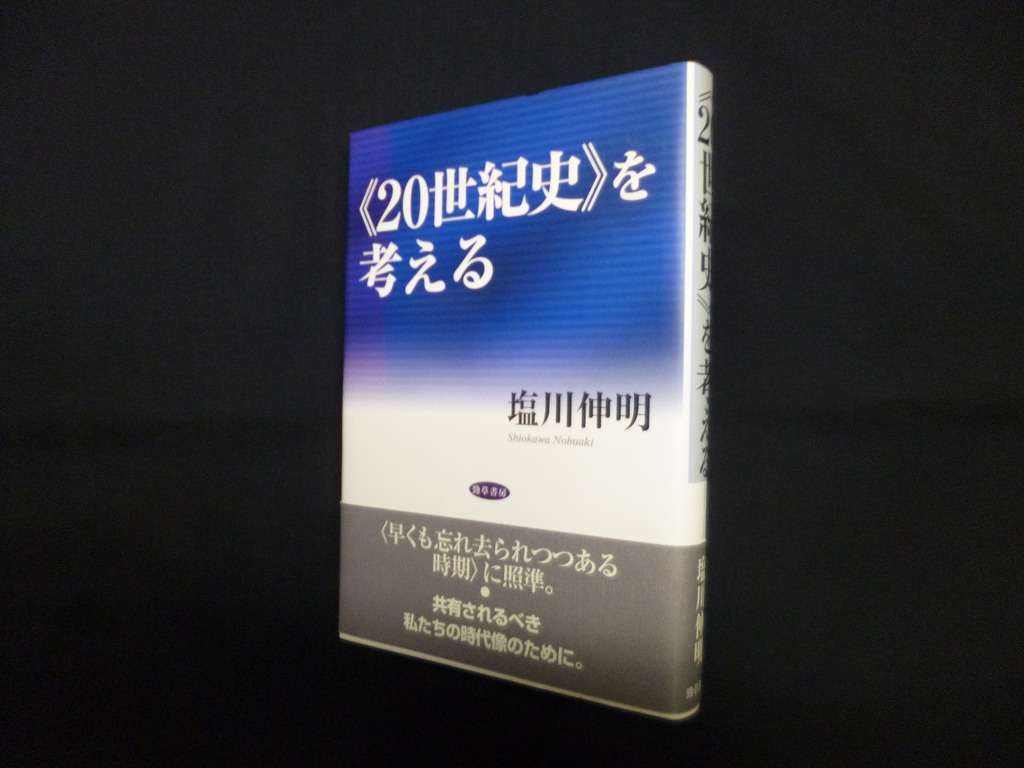 《20世紀史》を
考える
塩川伸明
Shiokawa Nobuaki
勁草書房
〈早くも忘れ去られつつある
時期〉に照準。
●
共有されるべき
私たちの時代像のために。
《20世紀史》を考える
塩川伸明